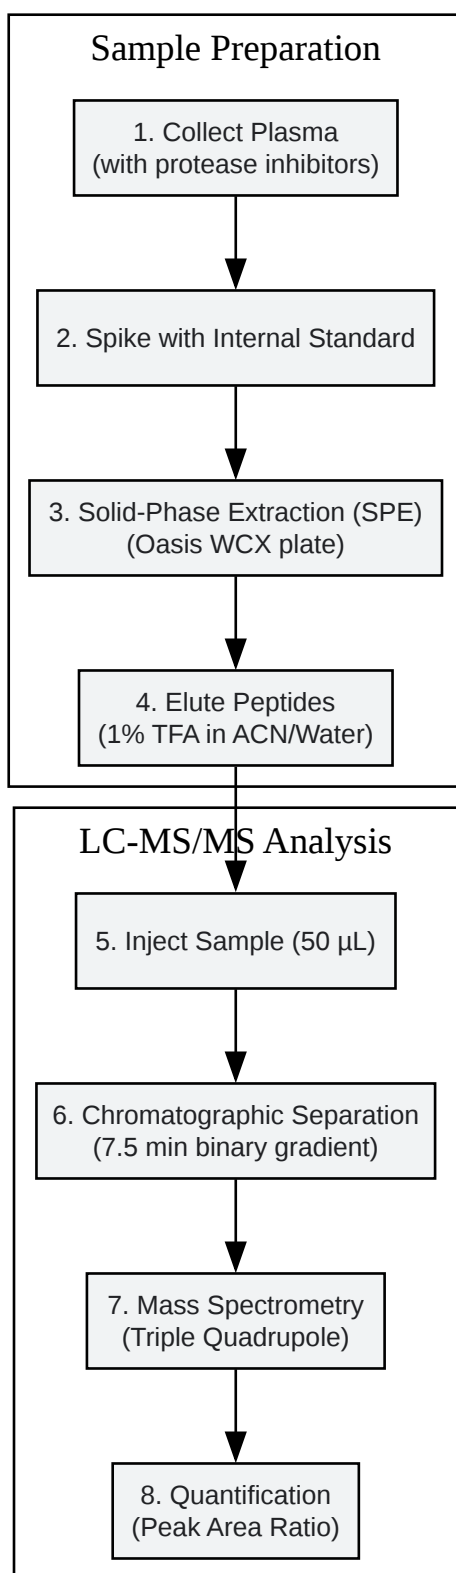 Sample Preparation
1. Collect Plasma
(with protease inhibitors)
2. Spike with Internal Standard
3. Solid-Phase Extraction (SPE)
(Oasis WCX plate)
4. Elute Peptides
(1% TFA in ACN/Water)
LC-MS/MS Analysis
5. Inject Sample (50 µL)
6. Chromatographic Separation
(7.5 min binary gradient)
7. Mass Spectrometry
(Triple Quadrupole)
8. Quantification
(Peak Area Ratio)